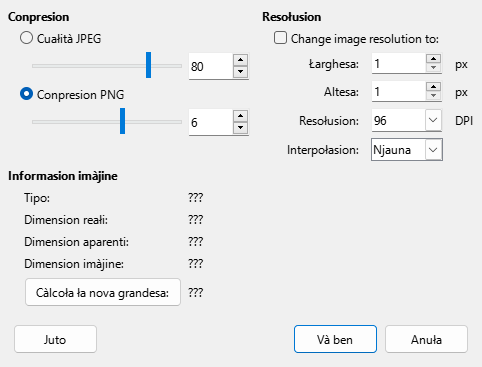 Conpresion
Cuałità JPEG
80
Conpresion PNG
6
Resołusion
Change image resolution to:
Łarghesa: 1 px
Altesa: 1 px
Resołusion: 96 DPI
Interpołasion: Njauna
Informasion imàjine
Tipo: ???
Dimension reałi: ???
Dimension aparenti: ???
Dimension imàjine: ???
Càlcoła ła nova grandesa: ???
Juto
Và ben
Anuła